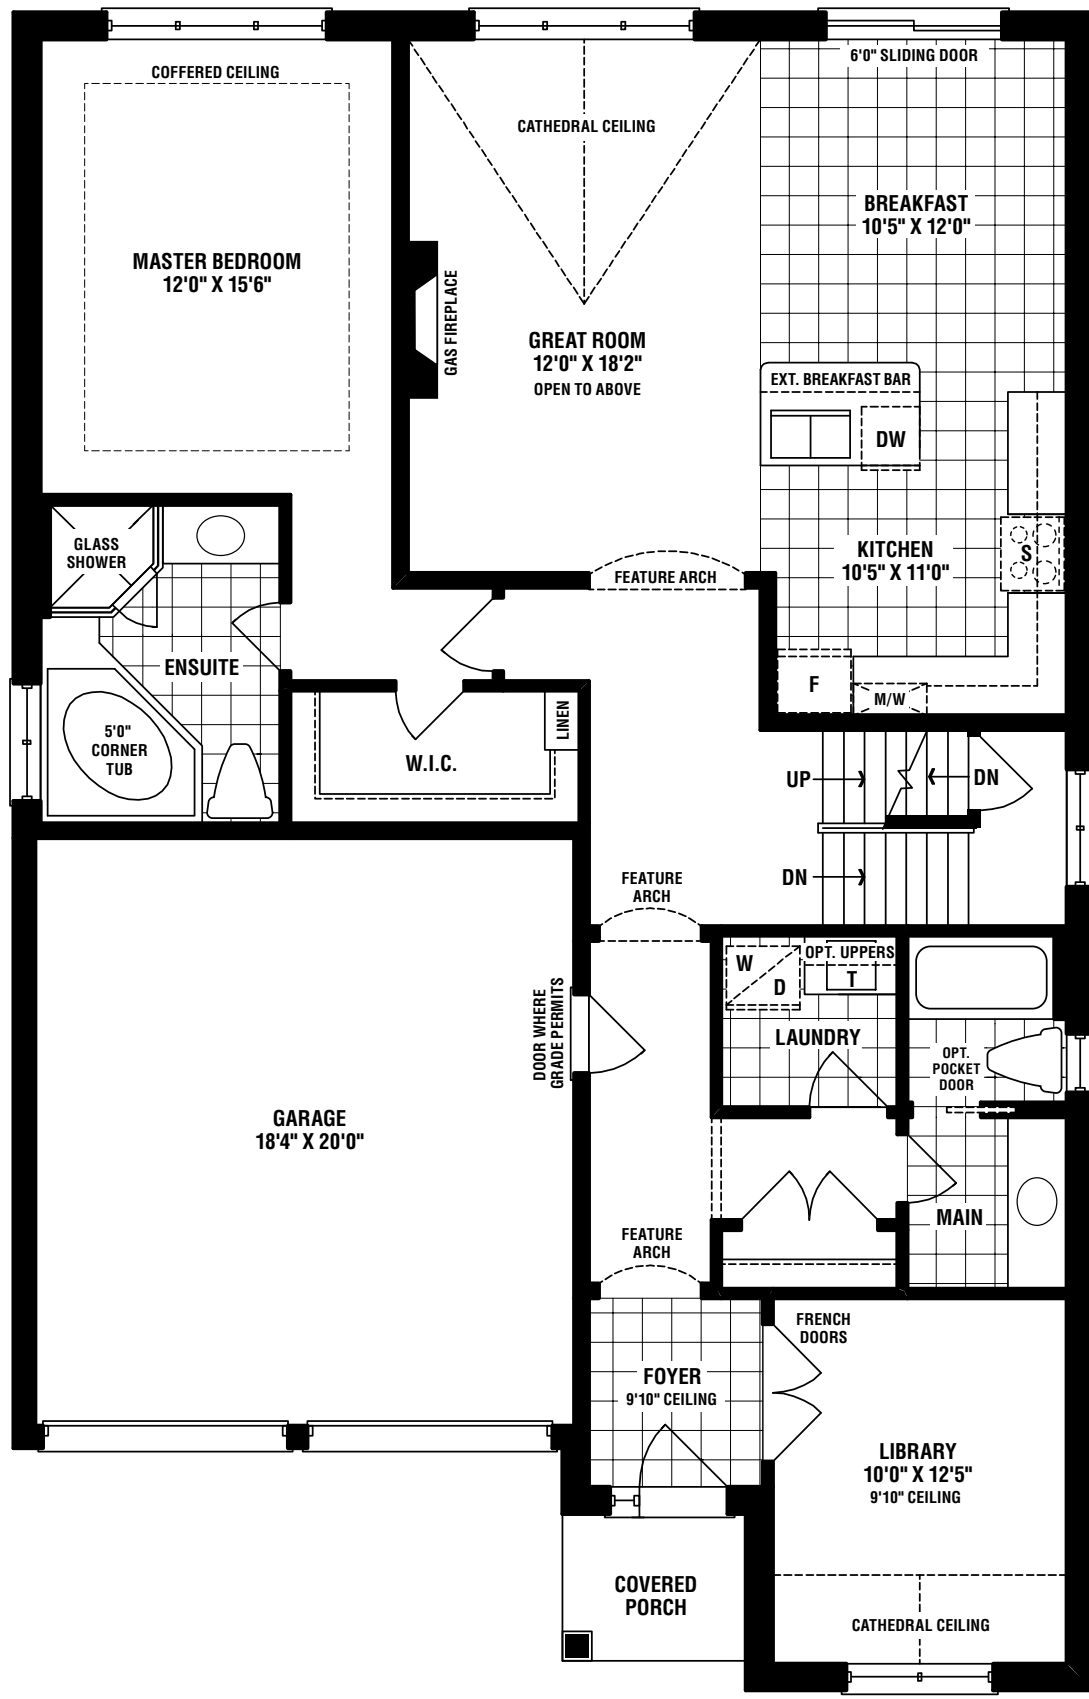 COFFERED CEILING
6'0" SLIDING DOOR
CATHEDRAL CEILING
BREAKFAST
10'5" X 12'0"
MASTER BEDROOM
12'0" X 15'6"
GAS FIREPLACE
GREAT ROOM
12'0" X 18'2"
OPEN TO ABOVE
EXT. BREAKFAST BAR
DW
GLASS
SHOWER
KITCHEN
10'5" X 11'0"
S
FEATURE ARCH
ENSUITE
F
M/W
LINEN
5'0"
CORNER
TUB
W.I.C.
UP
DN
DN
FEATURE
ARCH
W
D
OPT. UPPERS
T
DOOR WHERE
GRADE PERMITS
LAUNDRY
OPT.
POCKET
DOOR
GARAGE
18'4" X 20'0"
MAIN
FEATURE
ARCH
FRENCH
DOORS
FOYER
9'10" CEILING
LIBRARY
10'0" X 12'5"
9'10" CEILING
COVERED
PORCH
CATHEDRAL CEILING